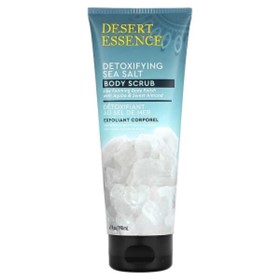 DESERT
ESSENCE
DETOXIFYING
SEA SALT
BODY SCRUB
DÉTOXIFIANT
AU SEL DE MER
EXFOLIANT CORPOREL